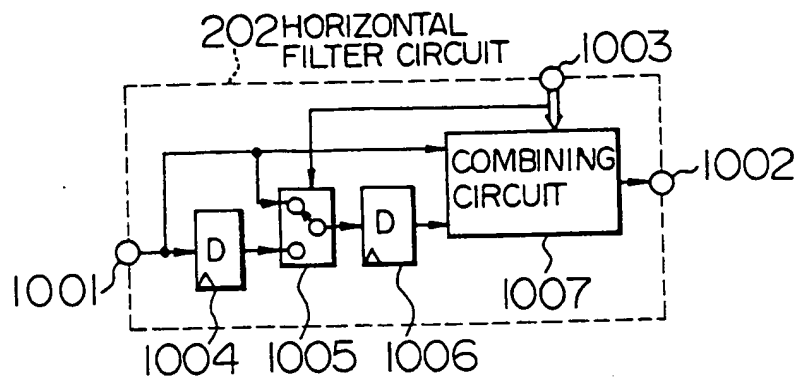 202 HORIZONTAL
FILTER CIRCUIT
1003
COMBINING
CIRCUIT
1002
D
D
1001
1004
1005
1006
1007